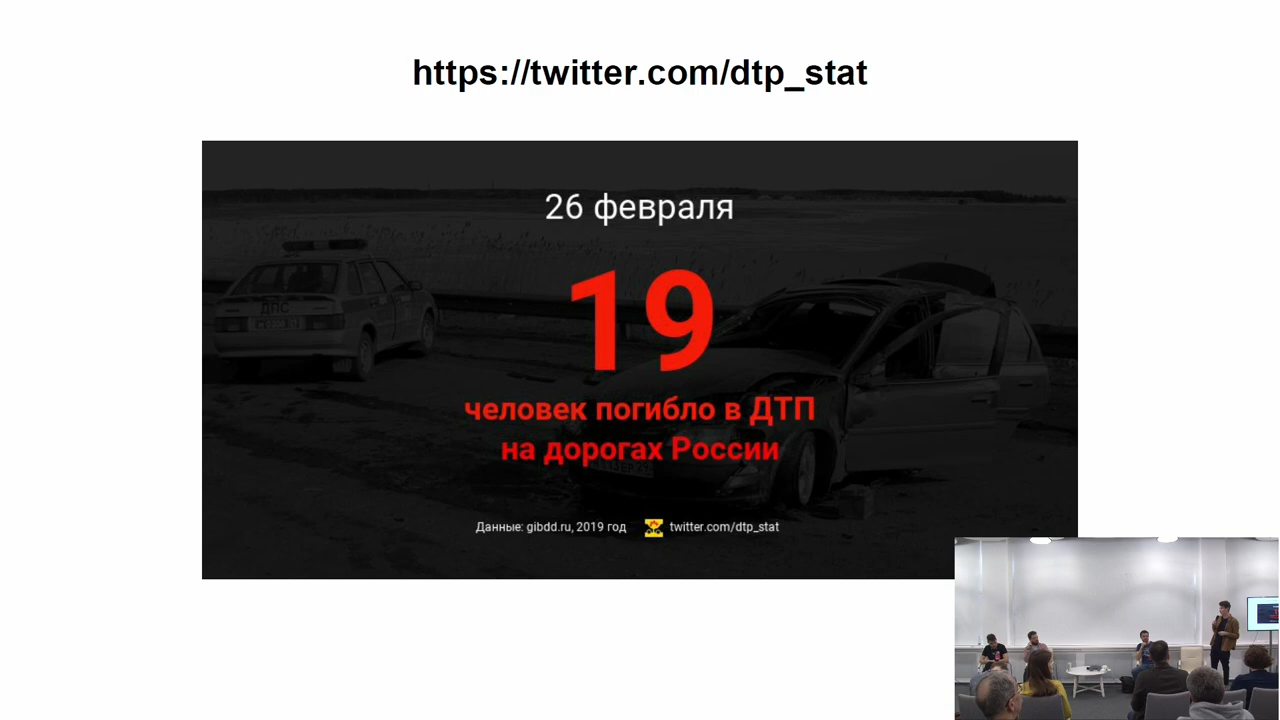 https://twitter.com/dtp_stat
26 февраля
19
человек погибло в ДТП
на дорогах России
Данные: gibdd.ru, 2019 год twitter.com/dtp_stat
ДПС